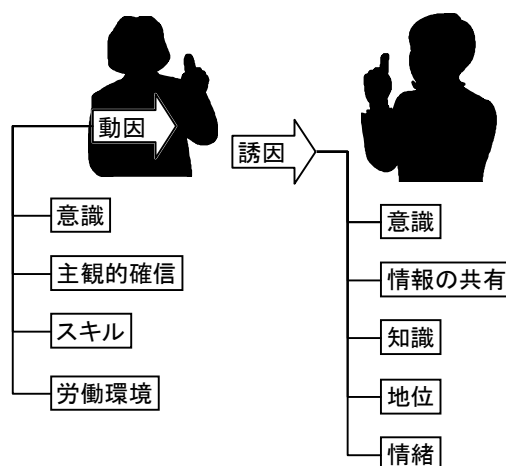 動因
意識
主観的確信
スキル
労働環境
誘因
意識
情報の共有
知識
地位
情緒